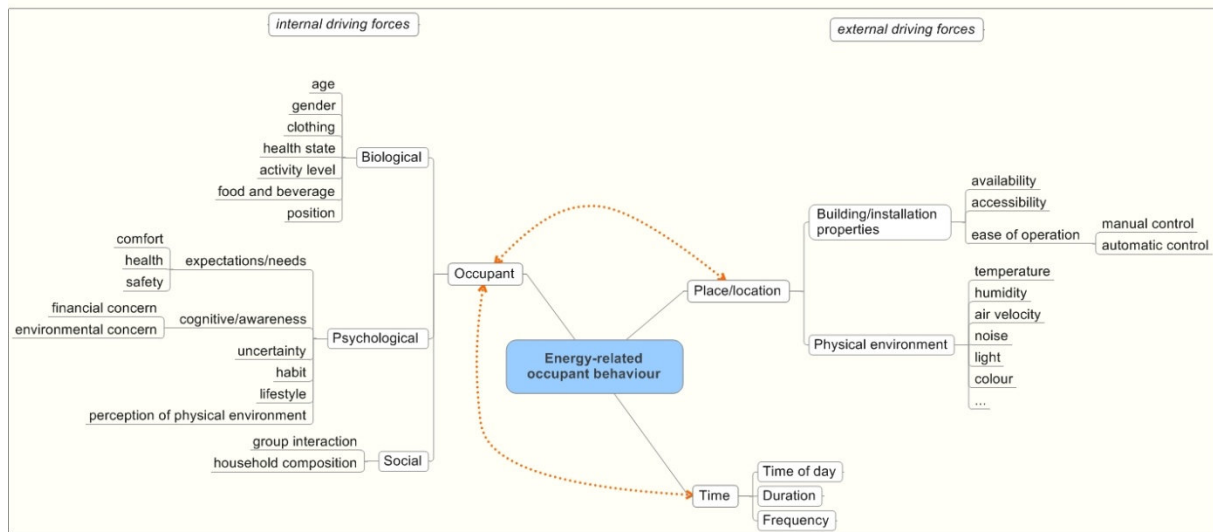 internal driving forces
external driving forces
age
gender
clothing
health state
activity level
food and beverage
position
Biological
comfort
health
safety
expectations/needs
financial concern
environmental concern
cognitive/awareness
uncertainty
habit
lifestyle
perception of physical environment
Psychological
group interaction
household composition
Social
Occupant
Energy-related
occupant behaviour
Place/location
Building/installation
properties
availability
accessibility
ease of operation
manual control
automatic control
Physical environment
temperature
humidity
air velocity
noise
light
colour
...
Time
Time of day
Duration
Frequency